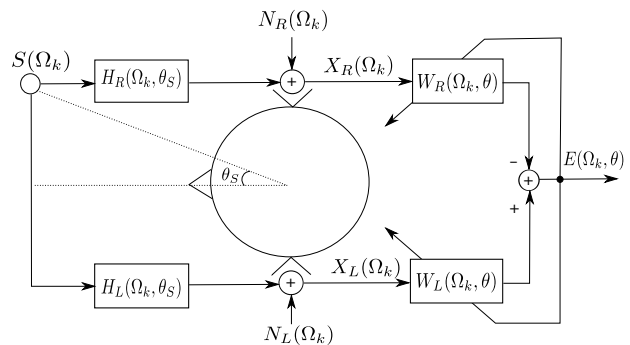 N_R(Ω_k)
S(Ω_k)
H_R(Ω_k, θ_S)
+
X_R(Ω_k)
W_R(Ω_k, θ)
θ_S
−
+
E(Ω_k, θ)
+
H_L(Ω_k, θ_S)
+
X_L(Ω_k)
W_L(Ω_k, θ)
N_L(Ω_k)